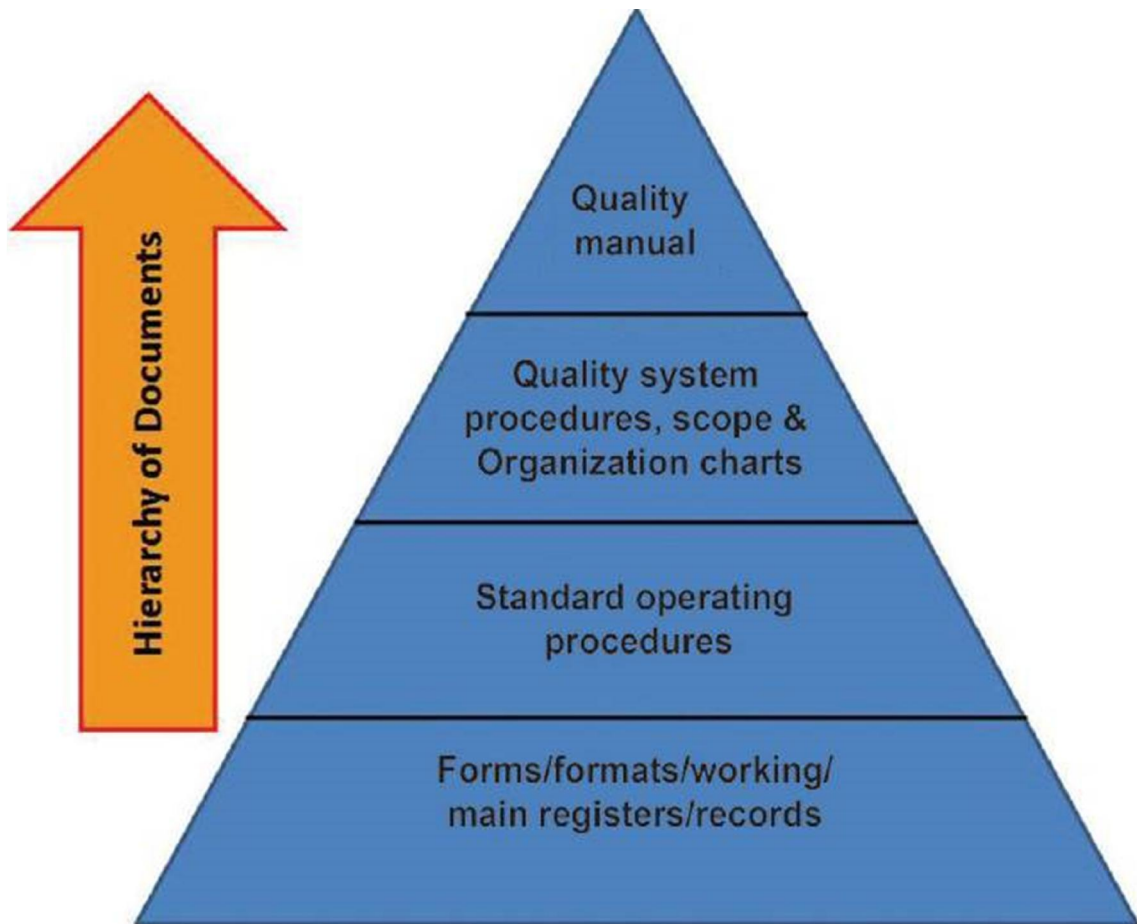 Hierarchy of Documents
Quality
manual
Quality system
procedures, scope &
Organization charts
Standard operating
procedures
Forms/formats/working/
main registers/records